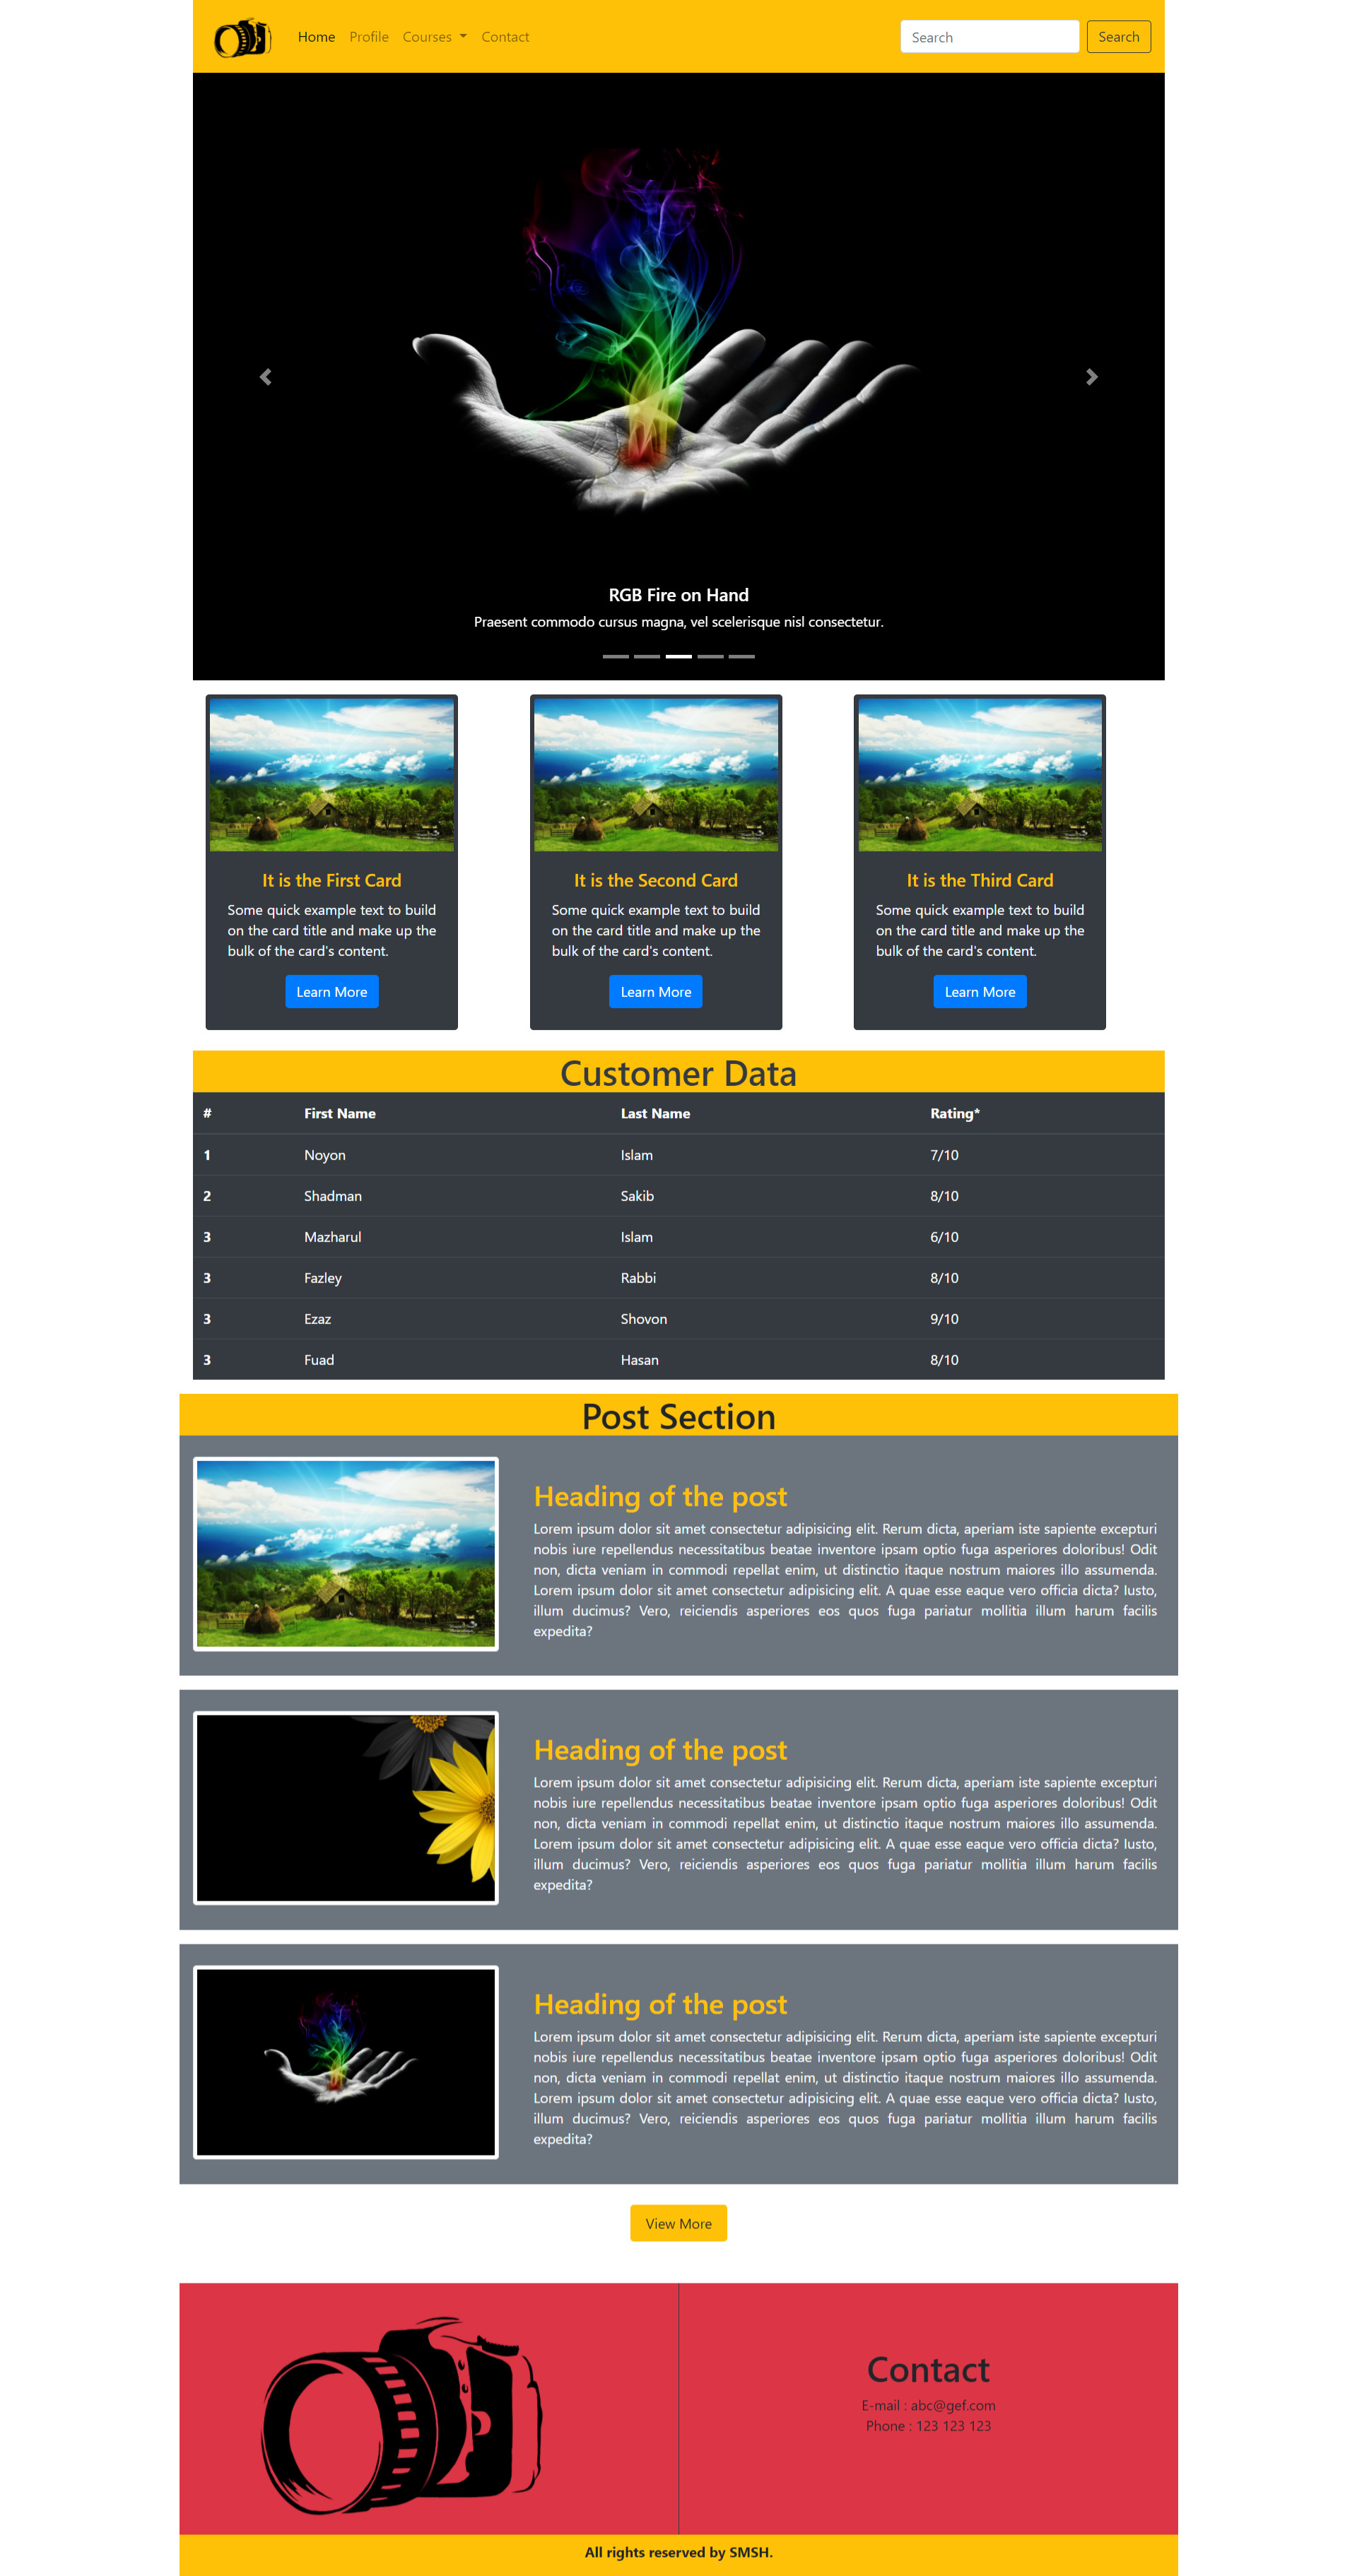 Home Profile Courses Contact Search Search
RGB Fire on Hand
Praesent commodo cursus magna, vel scelerisque nisl consectetur.
It is the First Card
Some quick example text to build
on the card title and make up the
bulk of the card's content.
Learn More
It is the Second Card
Some quick example text to build
on the card title and make up the
bulk of the card's content.
Learn More
It is the Third Card
Some quick example text to build
on the card title and make up the
bulk of the card's content.
Learn More
Customer Data
# First Name Last Name Rating*
1 Noyon Islam 7/10
2 Shadman Sakib 8/10
3 Mazharul Islam 6/10
3 Fazley Rabbi 8/10
3 Ezaz Shovon 9/10
3 Fuad Hasan 8/10
Post Section
Heading of the post
Lorem ipsum dolor sit amet consectetur adipisicing elit. Rerum dicta, aperiam iste sapiente excepturi
nobis iure repellendus necessitatibus beatae inventore ipsam optio fuga asperiores doloribus! Odit
non, dicta veniam in commodi repellat enim, ut distinctio itaque nostrum maiores illo assumenda.
Lorem ipsum dolor sit amet consectetur adipisicing elit. A quae esse eaque vero officia dicta? Iusto,
illum ducimus? Vero, reiciendis asperiores eos quos fuga pariatur mollitia illum harum facilis
expedita?
Heading of the post
Lorem ipsum dolor sit amet consectetur adipisicing elit. Rerum dicta, aperiam iste sapiente excepturi
nobis iure repellendus necessitatibus beatae inventore ipsam optio fuga asperiores doloribus! Odit
non, dicta veniam in commodi repellat enim, ut distinctio itaque nostrum maiores illo assumenda.
Lorem ipsum dolor sit amet consectetur adipisicing elit. A quae esse eaque vero officia dicta? Iusto,
illum ducimus? Vero, reiciendis asperiores eos quos fuga pariatur mollitia illum harum facilis
expedita?
Heading of the post
Lorem ipsum dolor sit amet consectetur adipisicing elit. Rerum dicta, aperiam iste sapiente excepturi
nobis iure repellendus necessitatibus beatae inventore ipsam optio fuga asperiores doloribus! Odit
non, dicta veniam in commodi repellat enim, ut distinctio itaque nostrum maiores illo assumenda.
Lorem ipsum dolor sit amet consectetur adipisicing elit. A quae esse eaque vero officia dicta? Iusto,
illum ducimus? Vero, reiciendis asperiores eos quos fuga pariatur mollitia illum harum facilis
expedita?
View More
Contact
E-mail : abc@gef.com
Phone : 123 123 123
All rights reserved by SMSH.